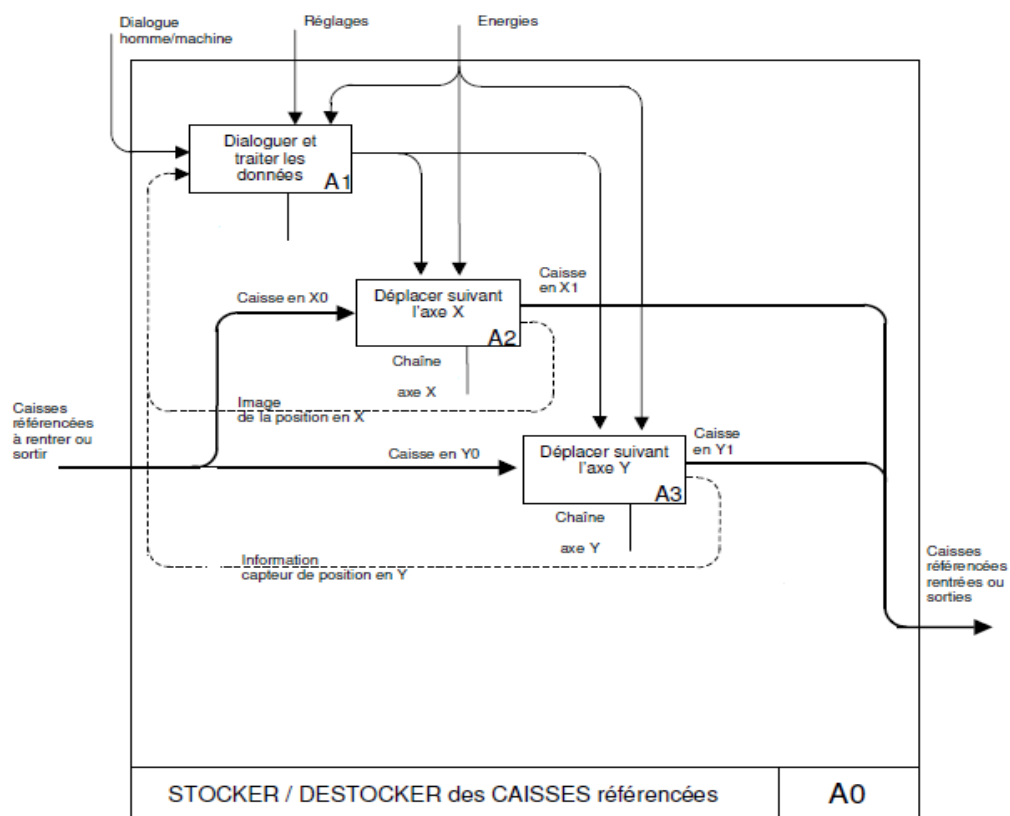 Dialogue
homme/machine
Réglages
Energies
Dialoguer et
traiter les
données
A1
Caisse en X0
Déplacer suivant
l'axe X
A2
Caisse
en X1
Chaîne
axe X
Image
de la position en X
Caisses
référencées
à rentrer ou
sortir
Caisse en Y0
Déplacer suivant
l'axe Y
A3
Caisse
en Y1
Chaîne
axe Y
Information
capteur de position en Y
Caisses
référencées
rentrées ou
sorties
STOCKER / DESTOCKER des CAISSES référencées
A0